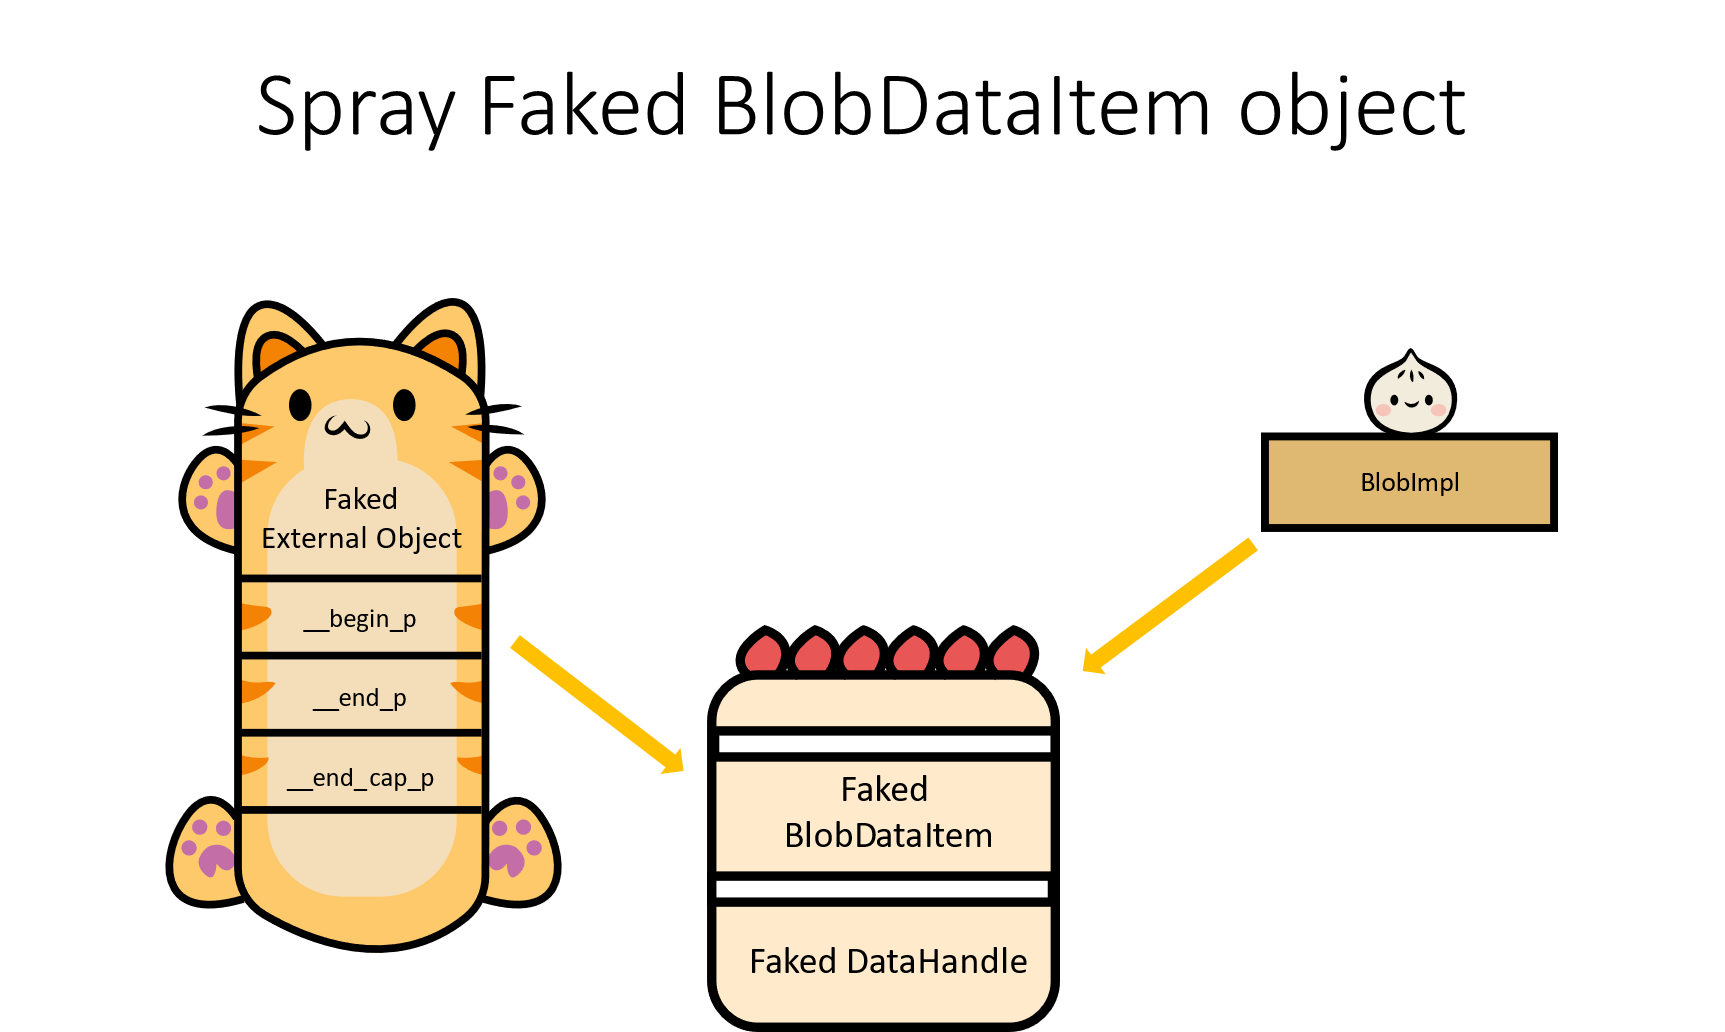 Spray Faked BlobDataItem object
Faked
External Object
__begin_p
__end_p
__end_cap_p
BlobImpl
Faked
BlobDataItem
Faked DataHandle